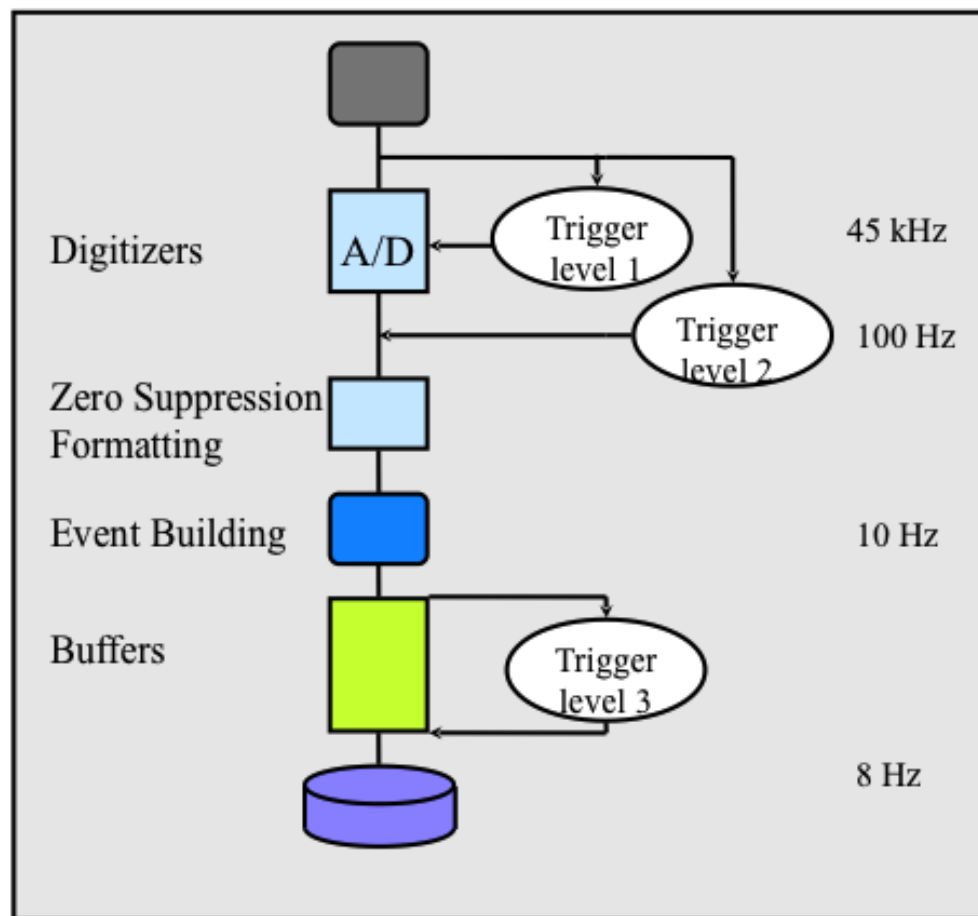 Digitizers
A/D
Trigger
level 1
45 kHz
Trigger
level 2
100 Hz
Zero Suppression
Formatting
Event Building
10 Hz
Buffers
Trigger
level 3
8 Hz